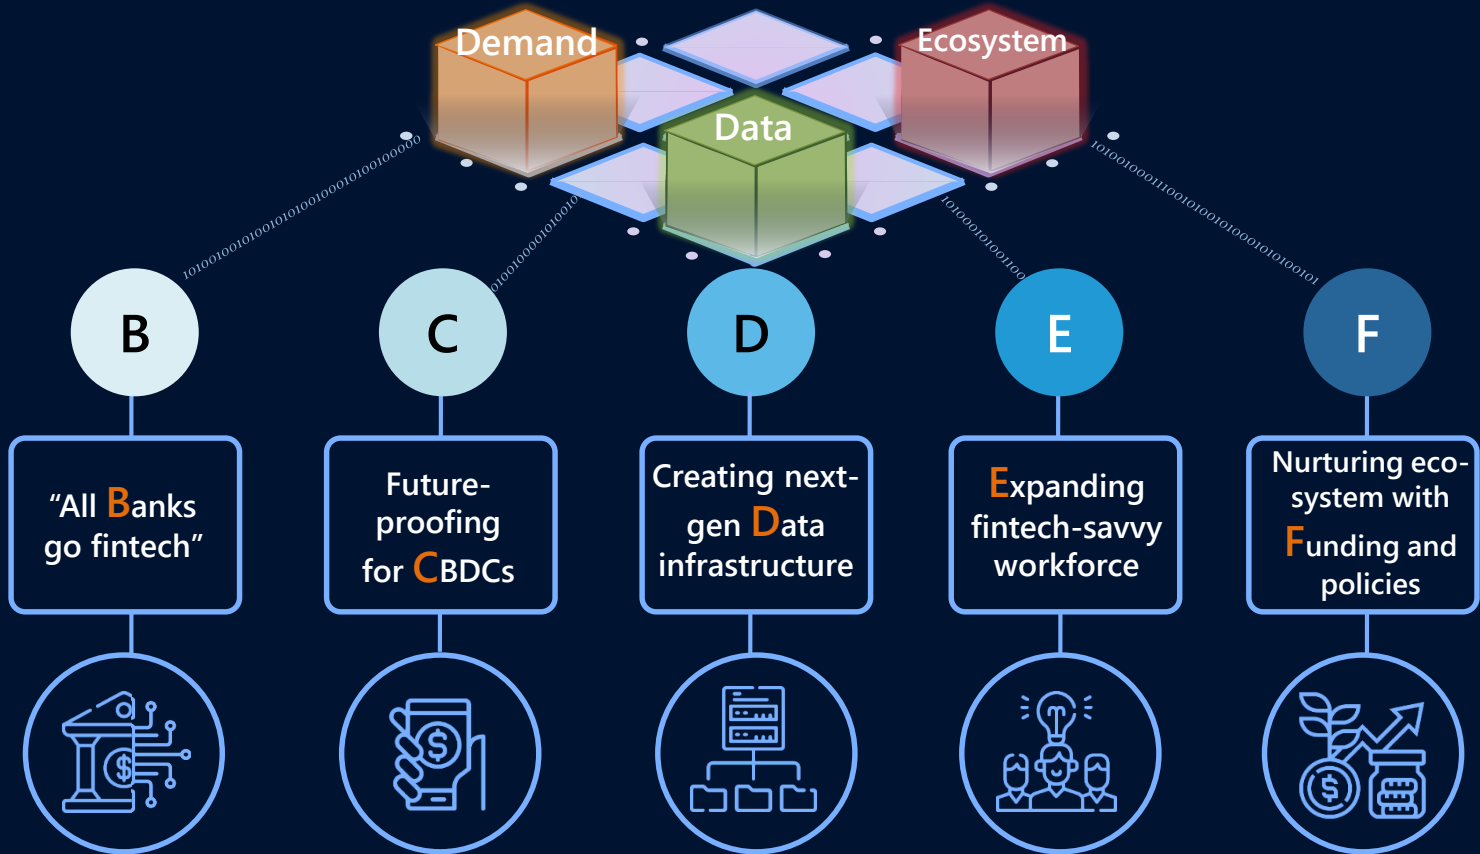 Demand
Ecosystem
Data
B
C
D
E
F
“All Banks
go fintech”
Future-
proofing
for CBDCs
Creating next-
gen Data
infrastructure
Expanding
fintech-savvy
workforce
Nurturing eco-
system with
Funding and
policies
$
$
$